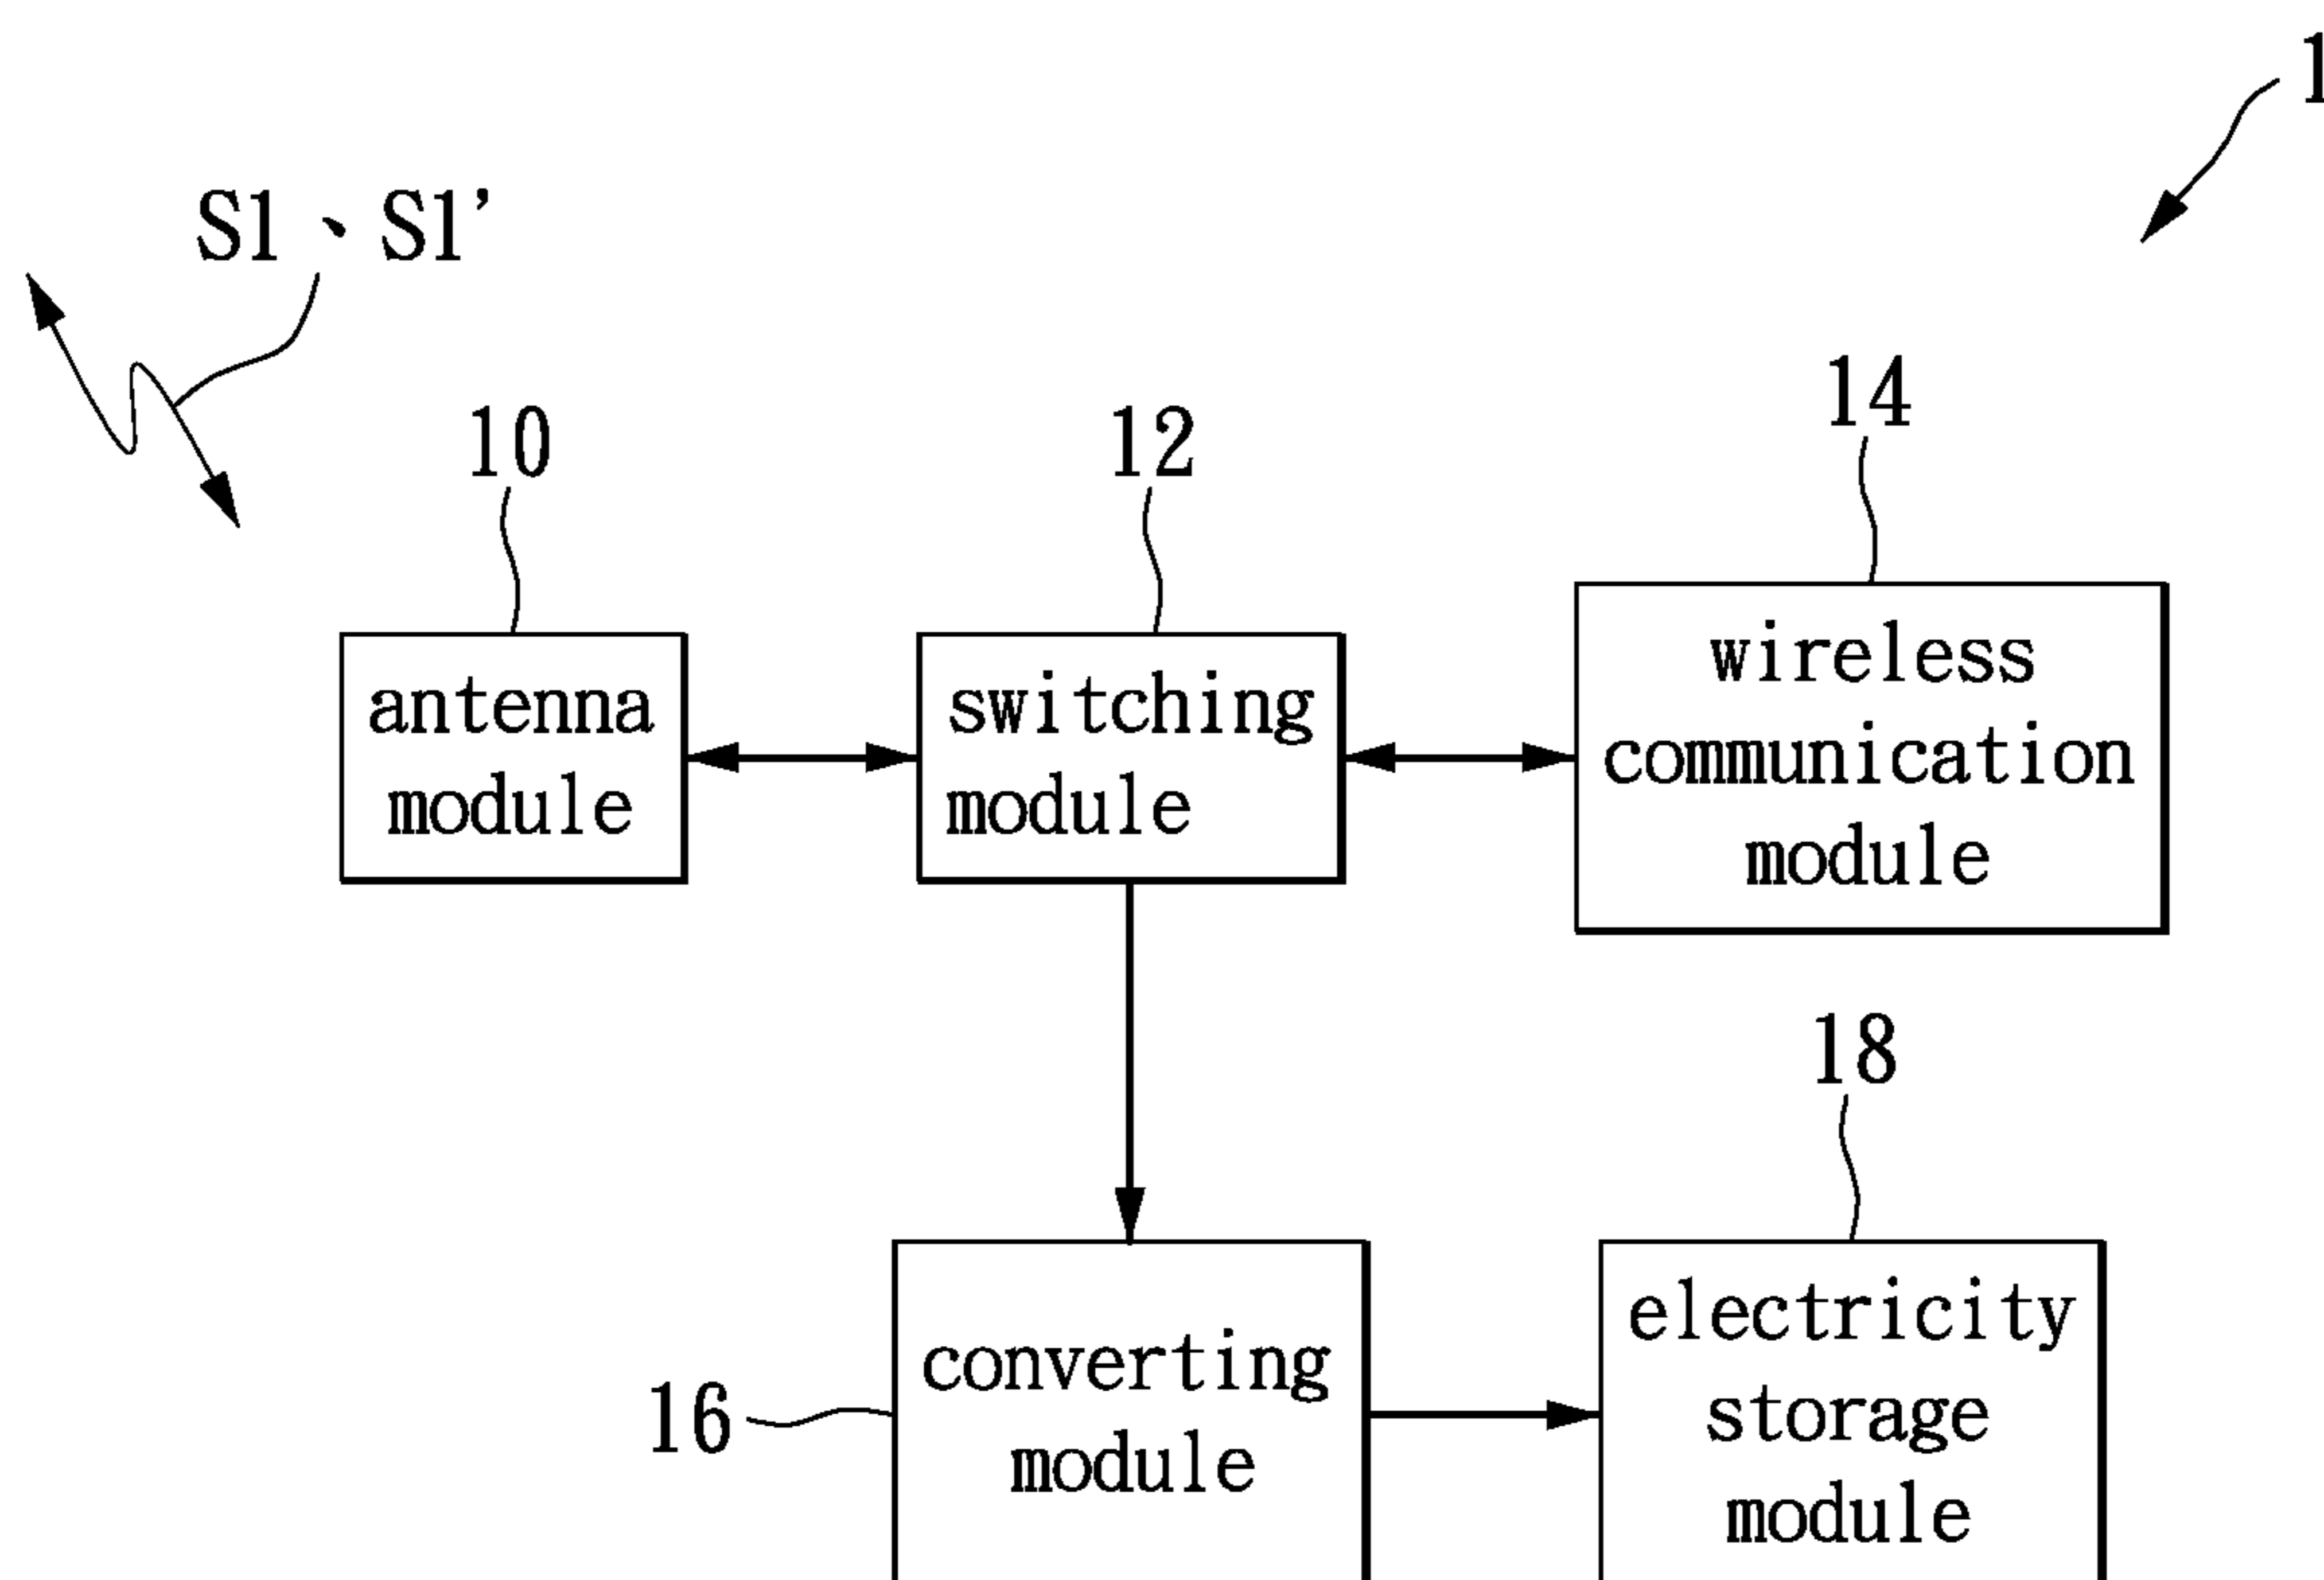 1
S1、S1’
10
12
14
antenna
module
switching
module
wireless
communication
module
18
16
converting
module
electricity
storage
module